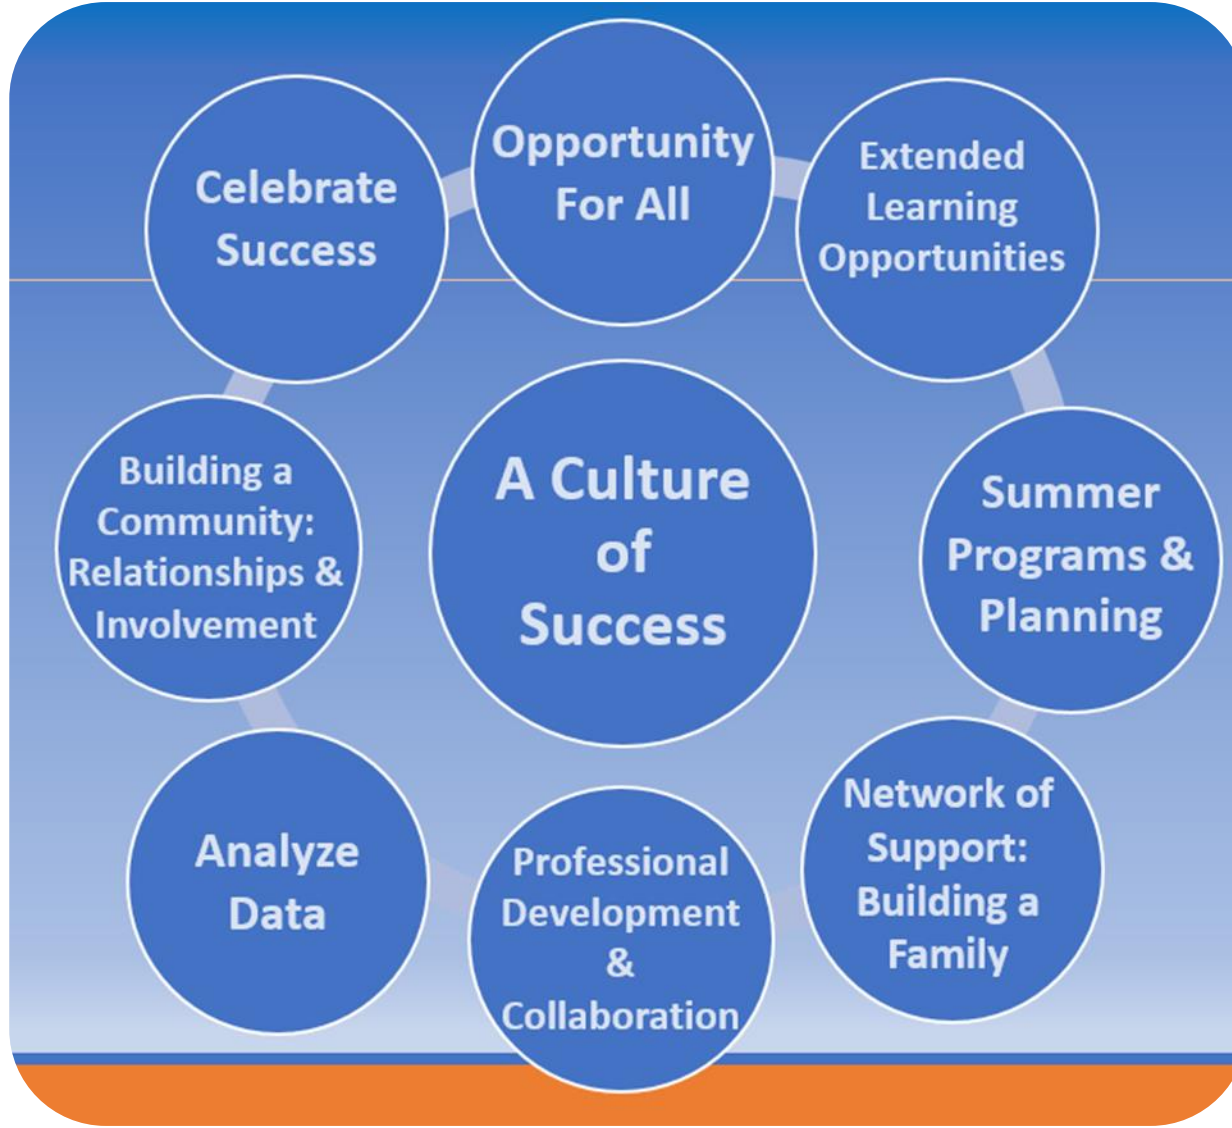 Opportunity
For All
Extended
Learning
Opportunities
Summer
Programs &
Planning
Network of
Support:
Building a
Family
Professional
Development
&
Collaboration
Analyze
Data
Building a
Community:
Relationships &
Involvement
Celebrate
Success
A Culture
of
Success